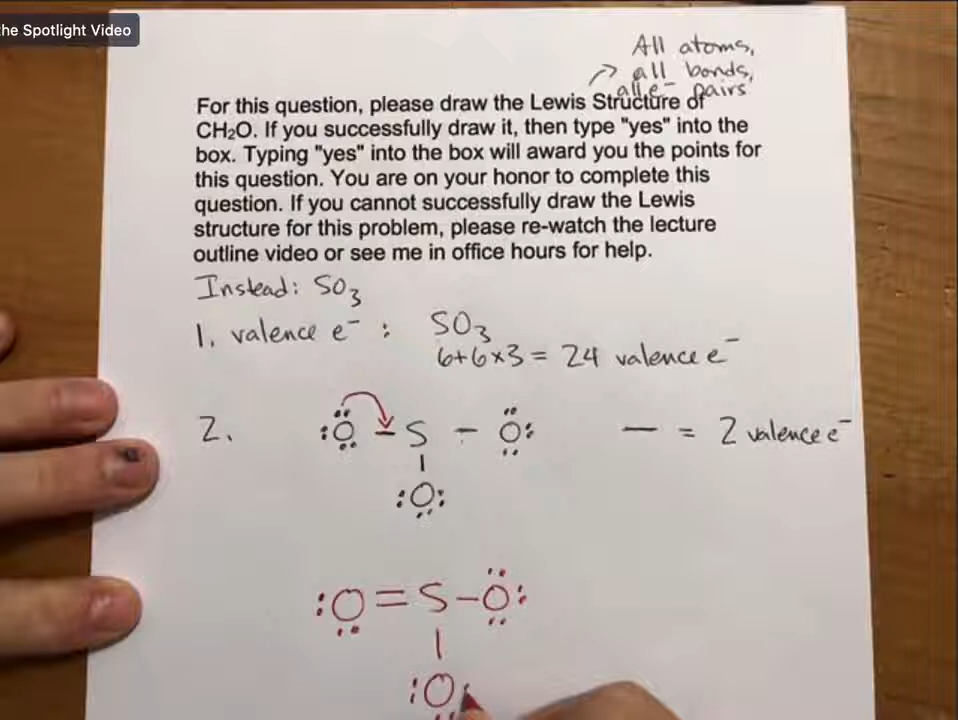 the Spotlight Video
All atoms,
all bonds,
all e⁻ pairs
For this question, please draw the Lewis Structure of
CH₂O. If you successfully draw it, then type "yes" into the
box. Typing "yes" into the box will award you the points for
this question. You are on your honor to complete this
question. If you cannot successfully draw the Lewis
structure for this problem, please re-watch the lecture
outline video or see me in office hours for help.
Instead: SO₃
1. valence e⁻ : SO₃
6+6×3 = 24 valence e⁻
2. :O - S - O: — = 2 valence e⁻
|
:O:
:O=S-O:
|
:O: